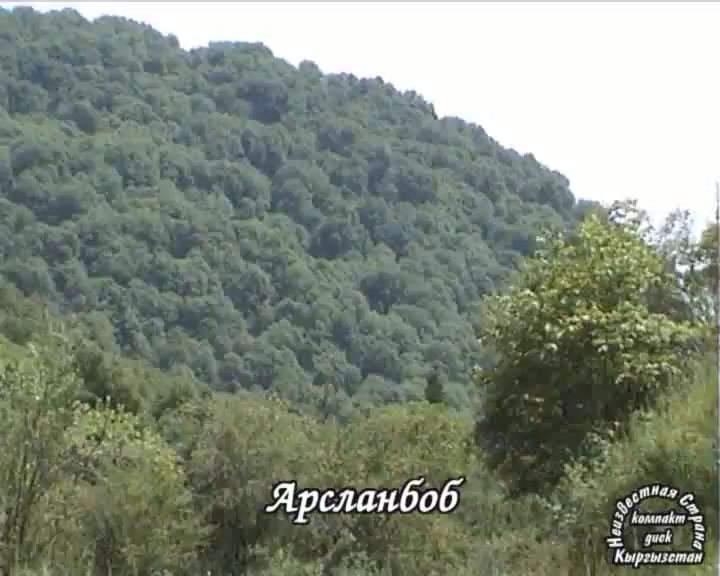 Арсланбоб
Неизвестная Страна
компакт
диск
Кыргызстан